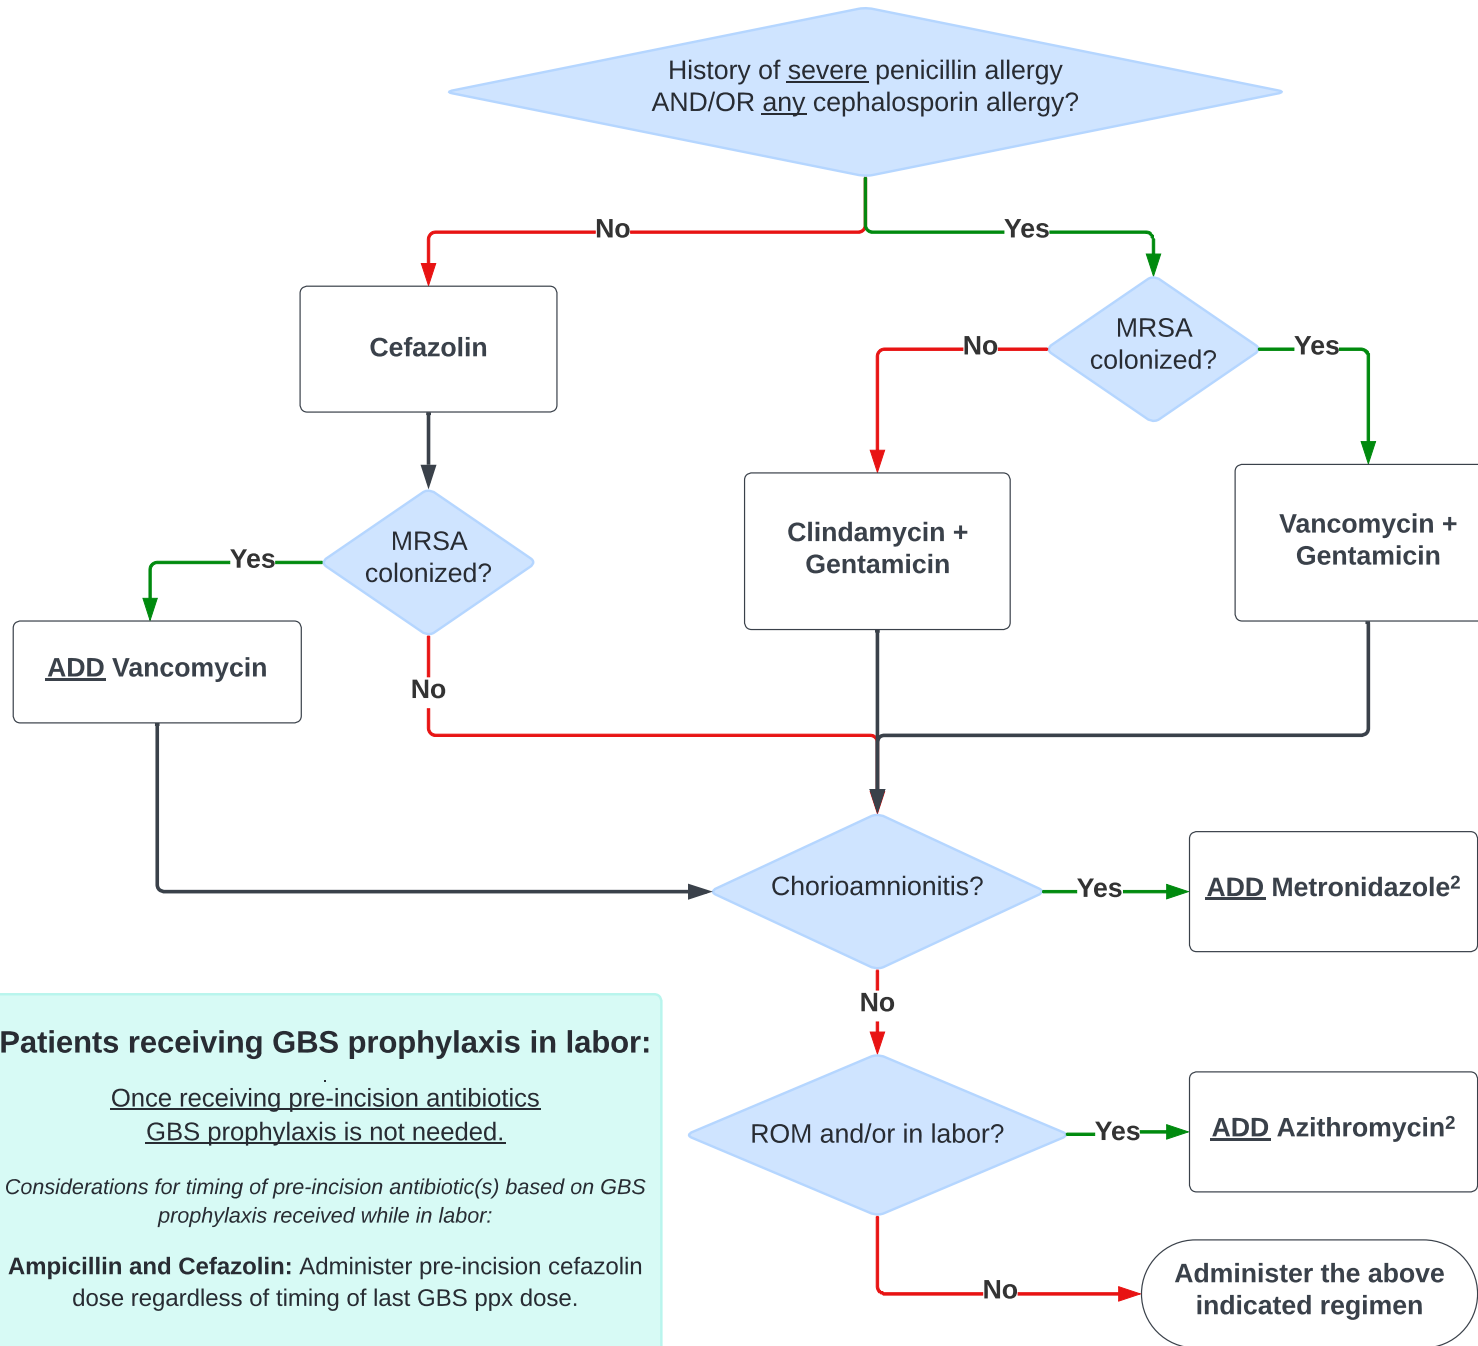 History of severe penicillin allergy
AND/OR any cephalosporin allergy?
No
Yes
Cefazolin
MRSA
colonized?
No
Yes
Clindamycin +
Gentamicin
Vancomycin +
Gentamicin
MRSA
colonized?
Yes
No
ADD Vancomycin
Chorioamnionitis?
Yes
ADD Metronidazole²
No
ROM and/or in labor?
Yes
ADD Azithromycin²
No
Administer the above
indicated regimen
Patients receiving GBS prophylaxis in labor:
.
Once receiving pre-incision antibiotics
GBS prophylaxis is not needed.
Considerations for timing of pre-incision antibiotic(s) based on GBS
prophylaxis received while in labor:
Ampicillin and Cefazolin: Administer pre-incision cefazolin
dose regardless of timing of last GBS ppx dose.